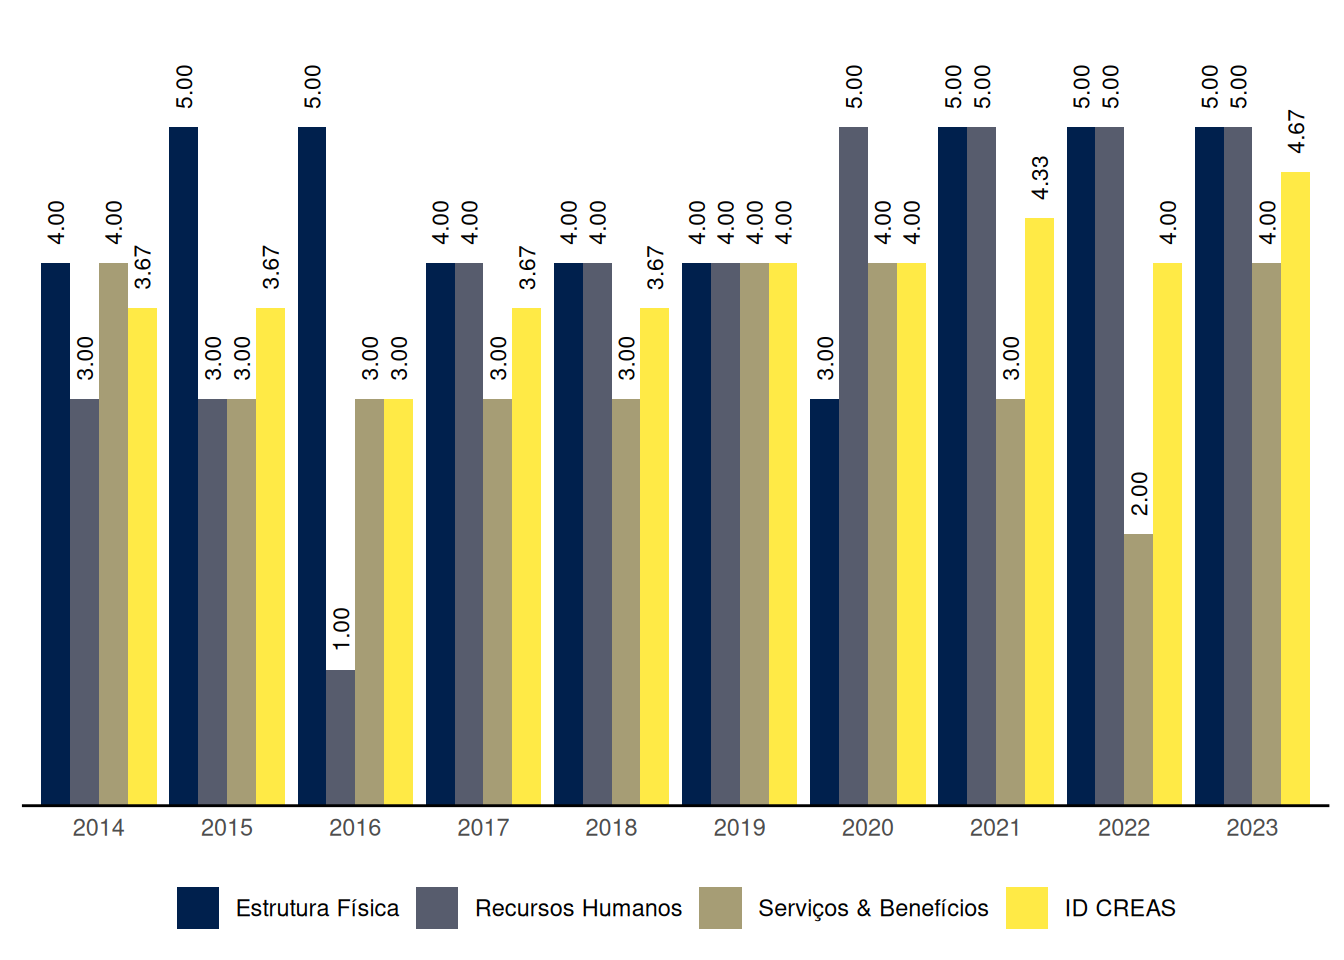 4.00 3.00 4.00 3.67 5.00 3.00 3.00 3.67 5.00 1.00 3.00 3.00 4.00 4.00 3.00 3.67 4.00 4.00 3.00 3.67 4.00 4.00 4.00 4.00 3.00 5.00 4.00 4.00 5.00 5.00 3.00 4.33 5.00 5.00 2.00 4.00 5.00 5.00 4.00 4.67
2014 2015 2016 2017 2018 2019 2020 2021 2022 2023
Estrutura Física Recursos Humanos Serviços & Benefícios ID CREAS